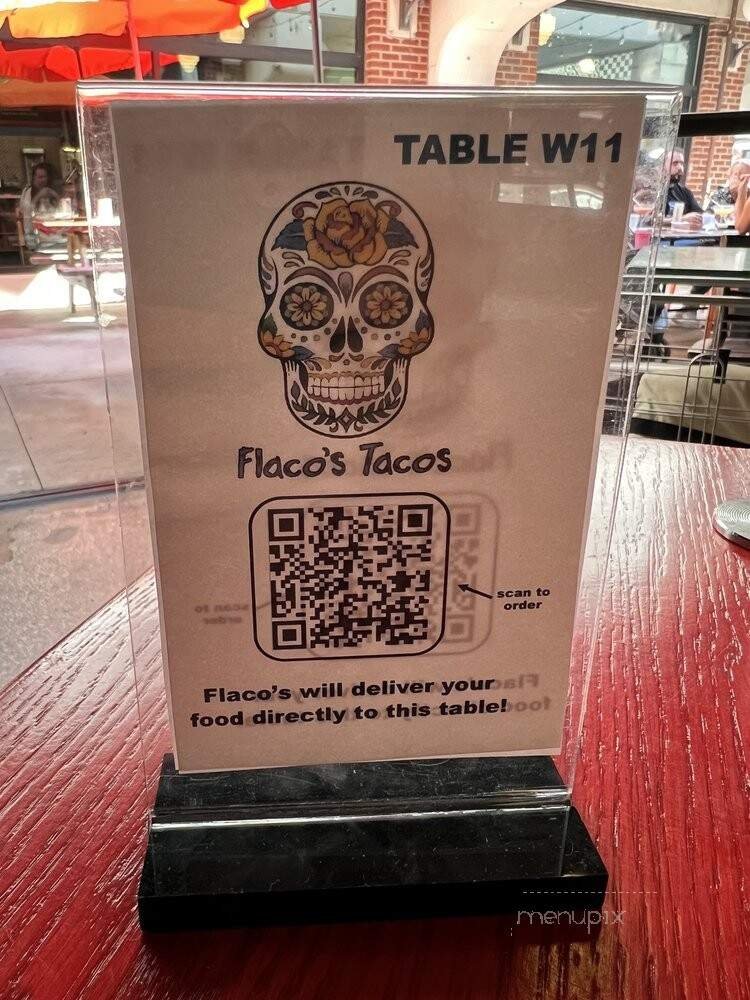 TABLE W11
Flaco's Tacos
scan to
order
Flaco's will deliver your
food directly to this table!
menupix